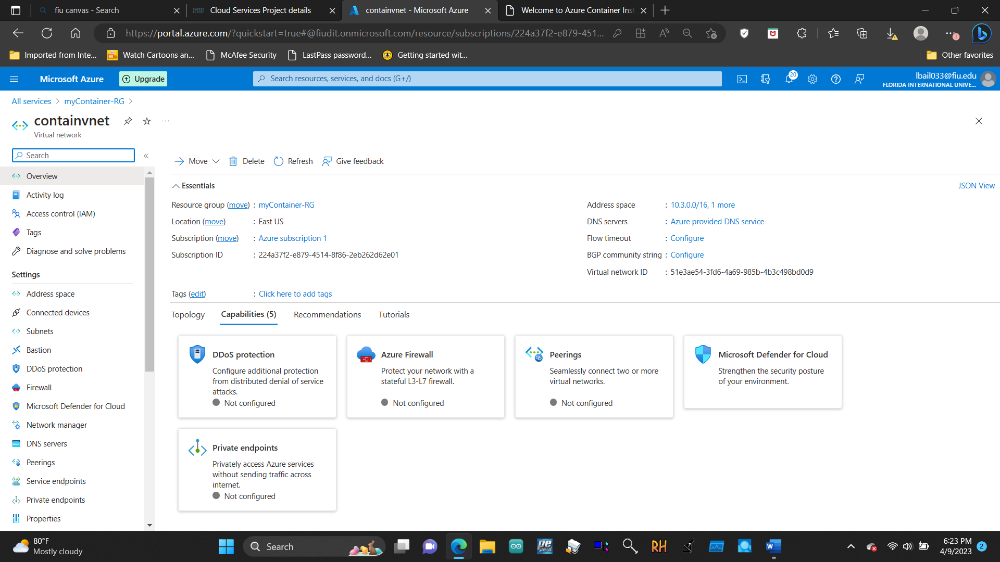 fiu canvas - Search
FIU Cloud Services Project details
containvnet - Microsoft Azure
Welcome to Azure Container Inst
https://portal.azure.com/?quickstart=true#@fiudit.onmicrosoft.com/resource/subscriptions/224a37f2-e879-451...
Imported from Inte...
Watch Cartoons an...
McAfee Security
LastPass password...
Getting started wit...
Other favorites
Microsoft Azure
Upgrade
Search resources, services, and docs (G+/)
20
lbail033@fiu.edu
FLORIDA INTERNATIONAL UNIVE...
All services > myContainer-RG >
containvnet
Virtual network
Search
Move
Delete
Refresh
Give feedback
Overview
Activity log
Access control (IAM)
Tags
Diagnose and solve problems
Settings
Address space
Connected devices
Subnets
Bastion
DDoS protection
Firewall
Microsoft Defender for Cloud
Network manager
DNS servers
Peerings
Service endpoints
Private endpoints
Properties
Essentials
JSON View
Resource group (move) : myContainer-RG
Location (move) : East US
Subscription (move) : Azure subscription 1
Subscription ID : 224a37f2-e879-4514-8f86-2eb262d62e01
Address space : 10.3.0.0/16, 1 more
DNS servers : Azure provided DNS service
Flow timeout : Configure
BGP community string : Configure
Virtual network ID : 51e3ae54-3fd6-4a69-985b-4b3c498bd0d9
Tags (edit) : Click here to add tags
Topology
Capabilities (5)
Recommendations
Tutorials
DDoS protection
Configure additional protection
from distributed denial of service
attacks.
Not configured
Azure Firewall
Protect your network with a
stateful L3-L7 firewall.
Not configured
Peerings
Seamlessly connect two or more
virtual networks.
Not configured
Microsoft Defender for Cloud
Strengthen the security posture
of your environment.
Private endpoints
Privately access Azure services
without sending traffic across
internet.
Not configured
80°F
Mostly cloudy
Search
RH
6:23 PM
4/9/2023
2